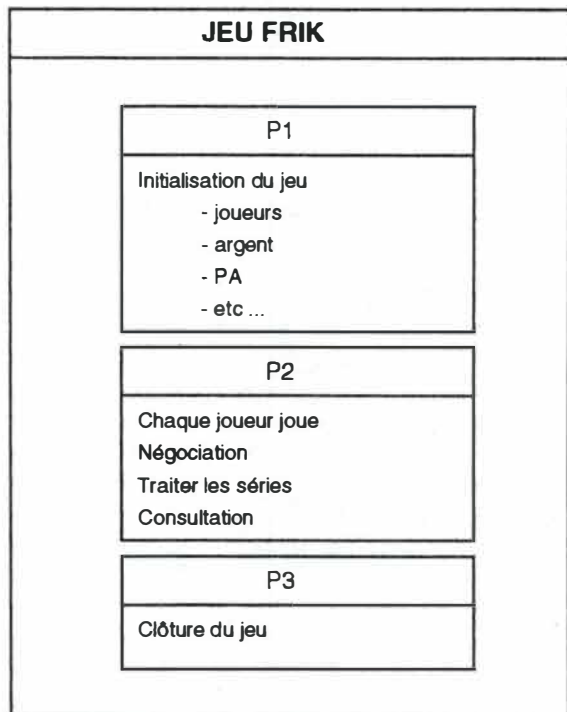 JEU FRIK
P1
Initialisation du jeu
- joueurs
- argent
- PA
- etc ...
P2
Chaque joueur joue
Négociation
Traiter les séries
Consultation
P3
Clôture du jeu